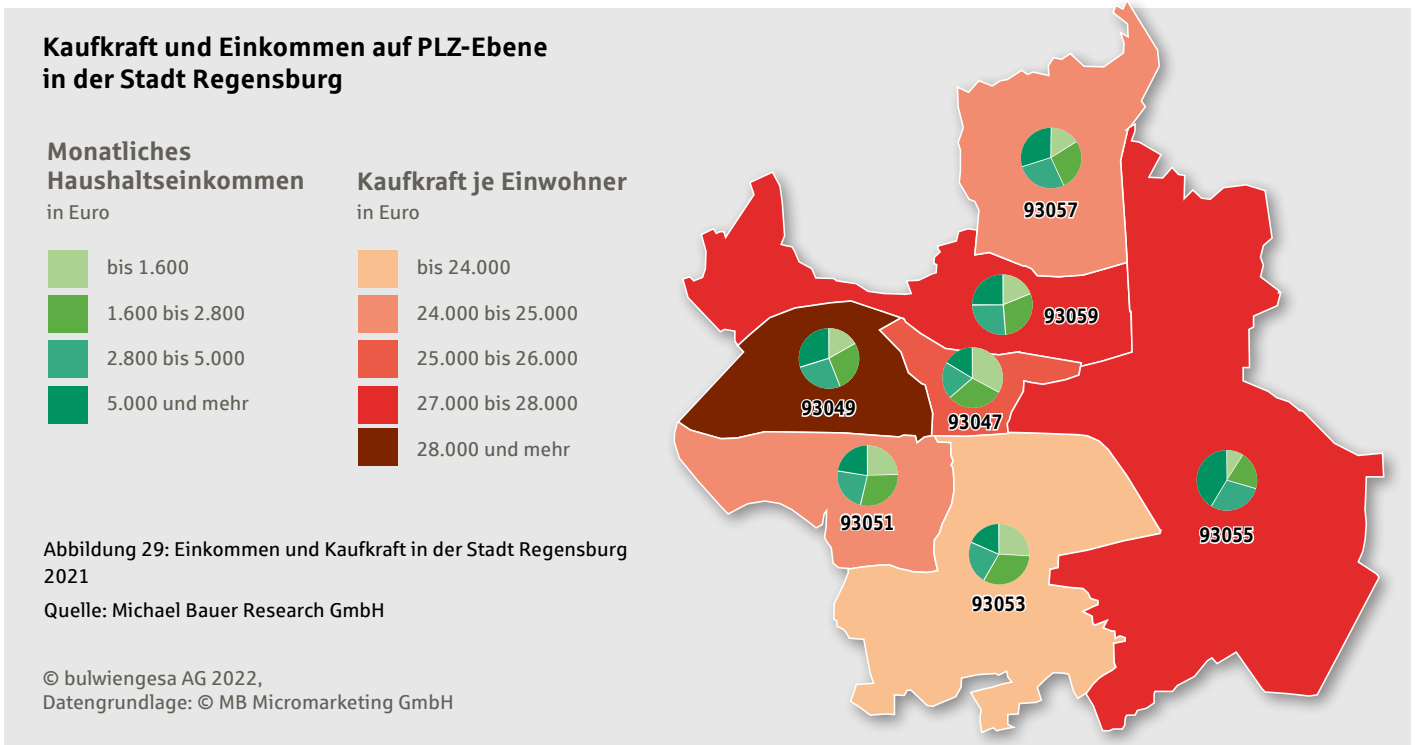 Kaufkraft und Einkommen auf PLZ-Ebene
in der Stadt Regensburg
Monatliches
Haushaltseinkommen
in Euro
bis 1.600
1.600 bis 2.800
2.800 bis 5.000
5.000 und mehr
Kaufkraft je Einwohner
in Euro
bis 24.000
24.000 bis 25.000
25.000 bis 26.000
27.000 bis 28.000
28.000 und mehr
Abbildung 29: Einkommen und Kaufkraft in der Stadt Regensburg
2021
Quelle: Michael Bauer Research GmbH
© bulwiengesa AG 2022,
Datengrundlage: © MB Micromarketing GmbH
93057
93059
93049
93047
93051
93055
93053